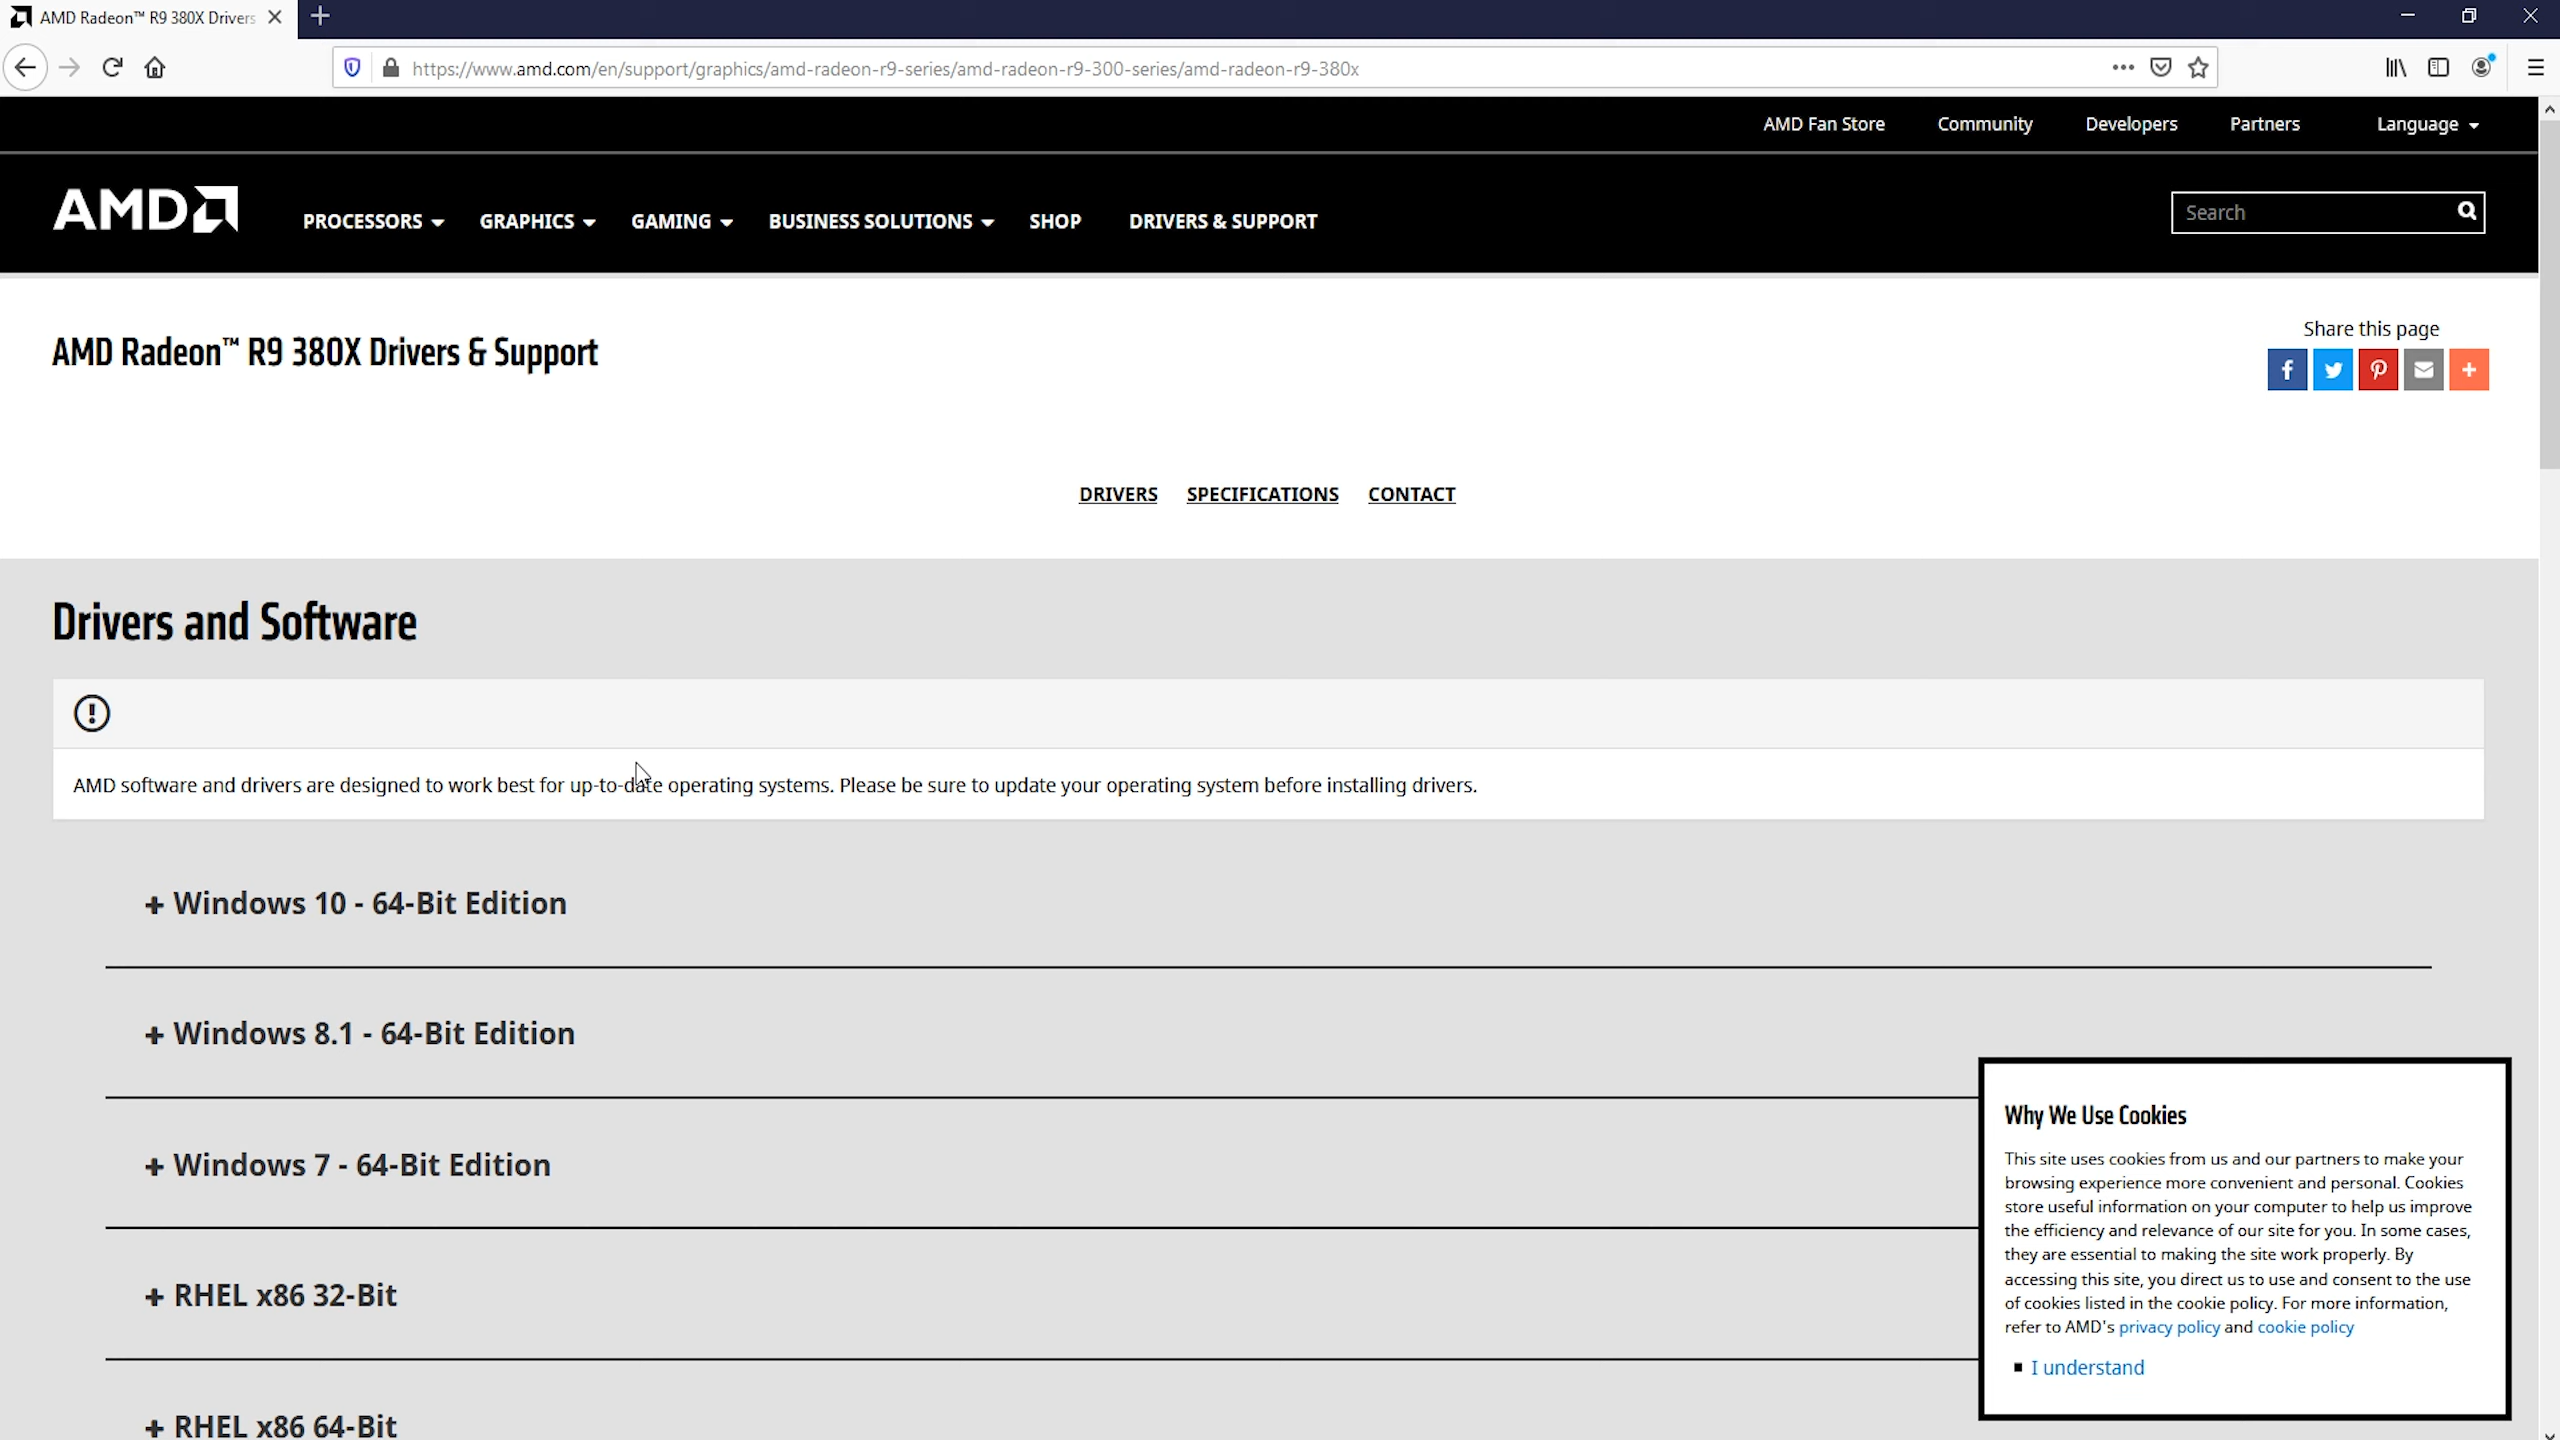 AMD Radeon™ R9 380X Drivers
https://www.amd.com/en/support/graphics/amd-radeon-r9-series/amd-radeon-r9-300-series/amd-radeon-r9-380x
AMD Fan Store Community Developers Partners Language
AMD PROCESSORS GRAPHICS GAMING BUSINESS SOLUTIONS SHOP DRIVERS & SUPPORT Search
Share this page
AMD Radeon™ R9 380X Drivers & Support
DRIVERS SPECIFICATIONS CONTACT
Drivers and Software
AMD software and drivers are designed to work best for up-to-date operating systems. Please be sure to update your operating system before installing drivers.
+ Windows 10 - 64-Bit Edition
+ Windows 8.1 - 64-Bit Edition
+ Windows 7 - 64-Bit Edition
+ RHEL x86 32-Bit
+ RHEL x86 64-Bit
Why We Use Cookies
This site uses cookies from us and our partners to make your
browsing experience more convenient and personal. Cookies
store useful information on your computer to help us improve
the efficiency and relevance of our site for you. In some cases,
they are essential to making the site work properly. By
accessing this site, you direct us to use and consent to the use
of cookies listed in the cookie policy. For more information,
refer to AMD's privacy policy and cookie policy
▪ I understand